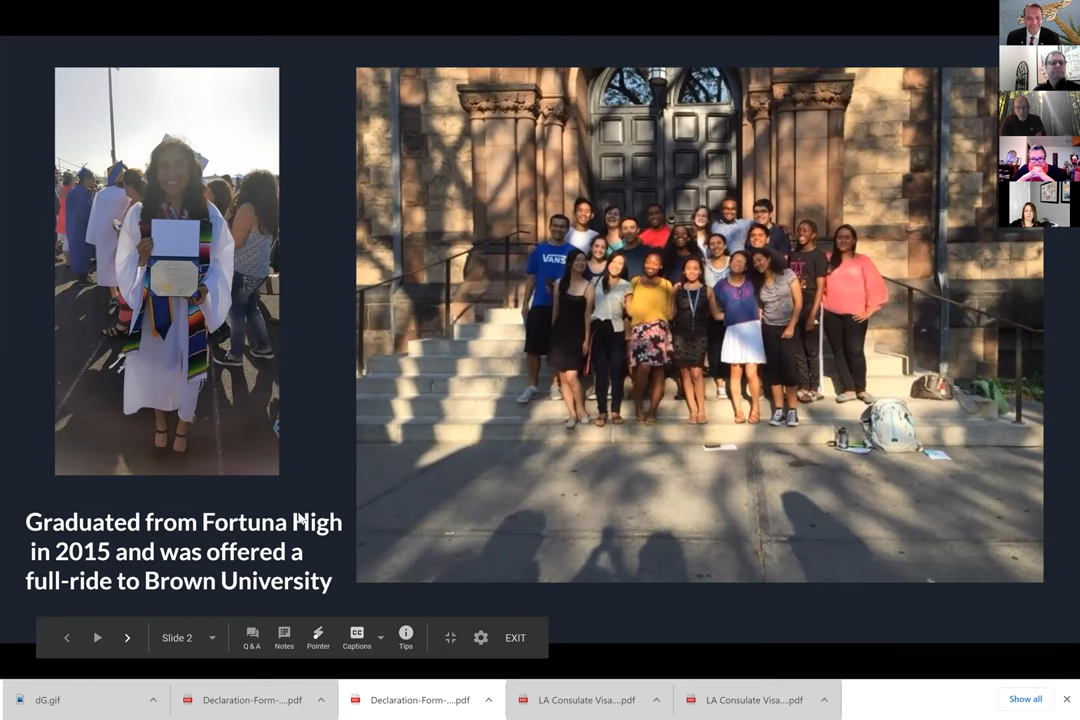 VANS
Graduated from Fortuna High
in 2015 and was offered a
full-ride to Brown University
Slide 2
Q & A
Notes
Pointer
CC
Captions
Tips
EXIT
dG.gif
Declaration-Form-....pdf
Declaration-Form-....pdf
LA Consulate Visa....pdf
LA Consulate Visa....pdf
Show all